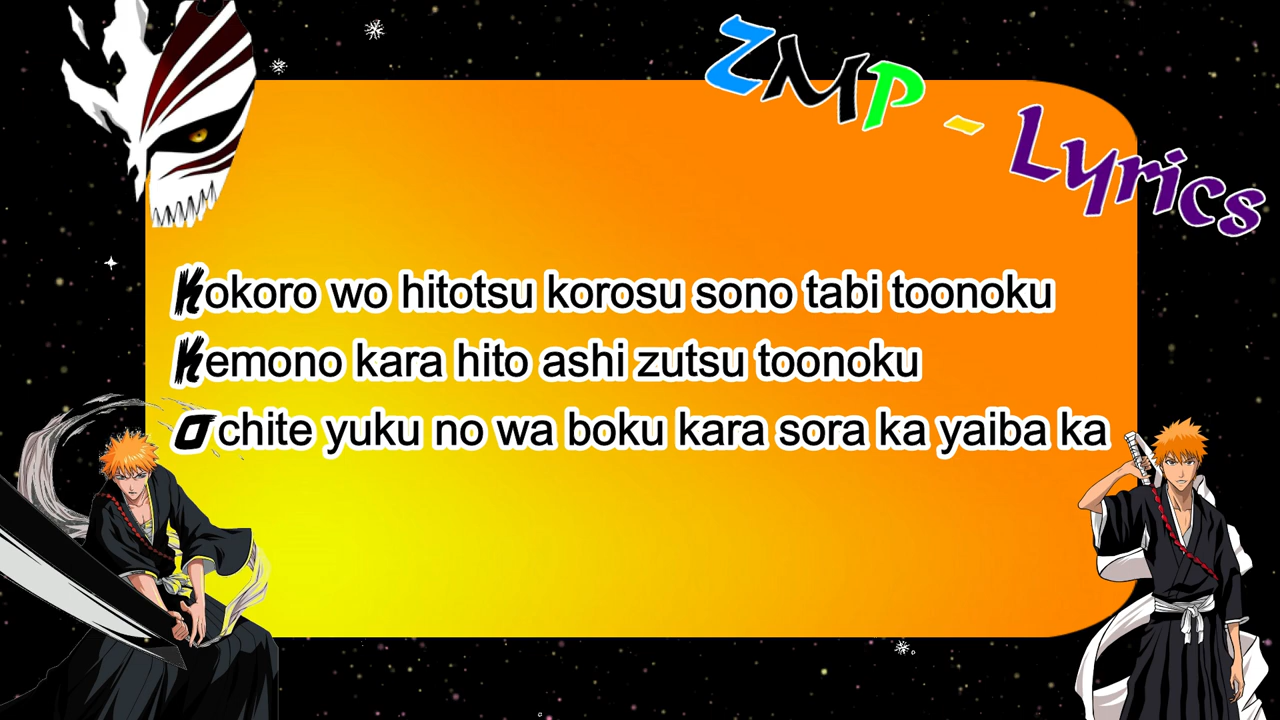 ZMP - Lyrics
Kokoro wo hitotsu korosu sono tabi toonoku
Kemono kara hito ashi zutsu toonoku
Ochite yuku no wa boku kara sora ka yaiba ka